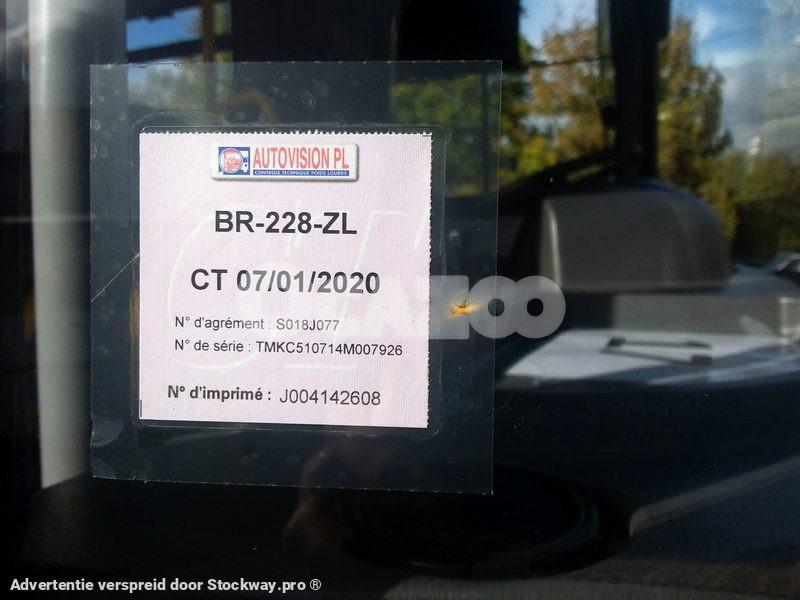 AUTOVISION PL
CONTROLE TECHNIQUE POIDS LOURDS
BR-228-ZL
CT 07/01/2020
N° d'agrément : S018J077
N° de série : TMKC510714M007926
N° d'imprimé : J004142608
Advertentie verspreid door Stockway.pro ®